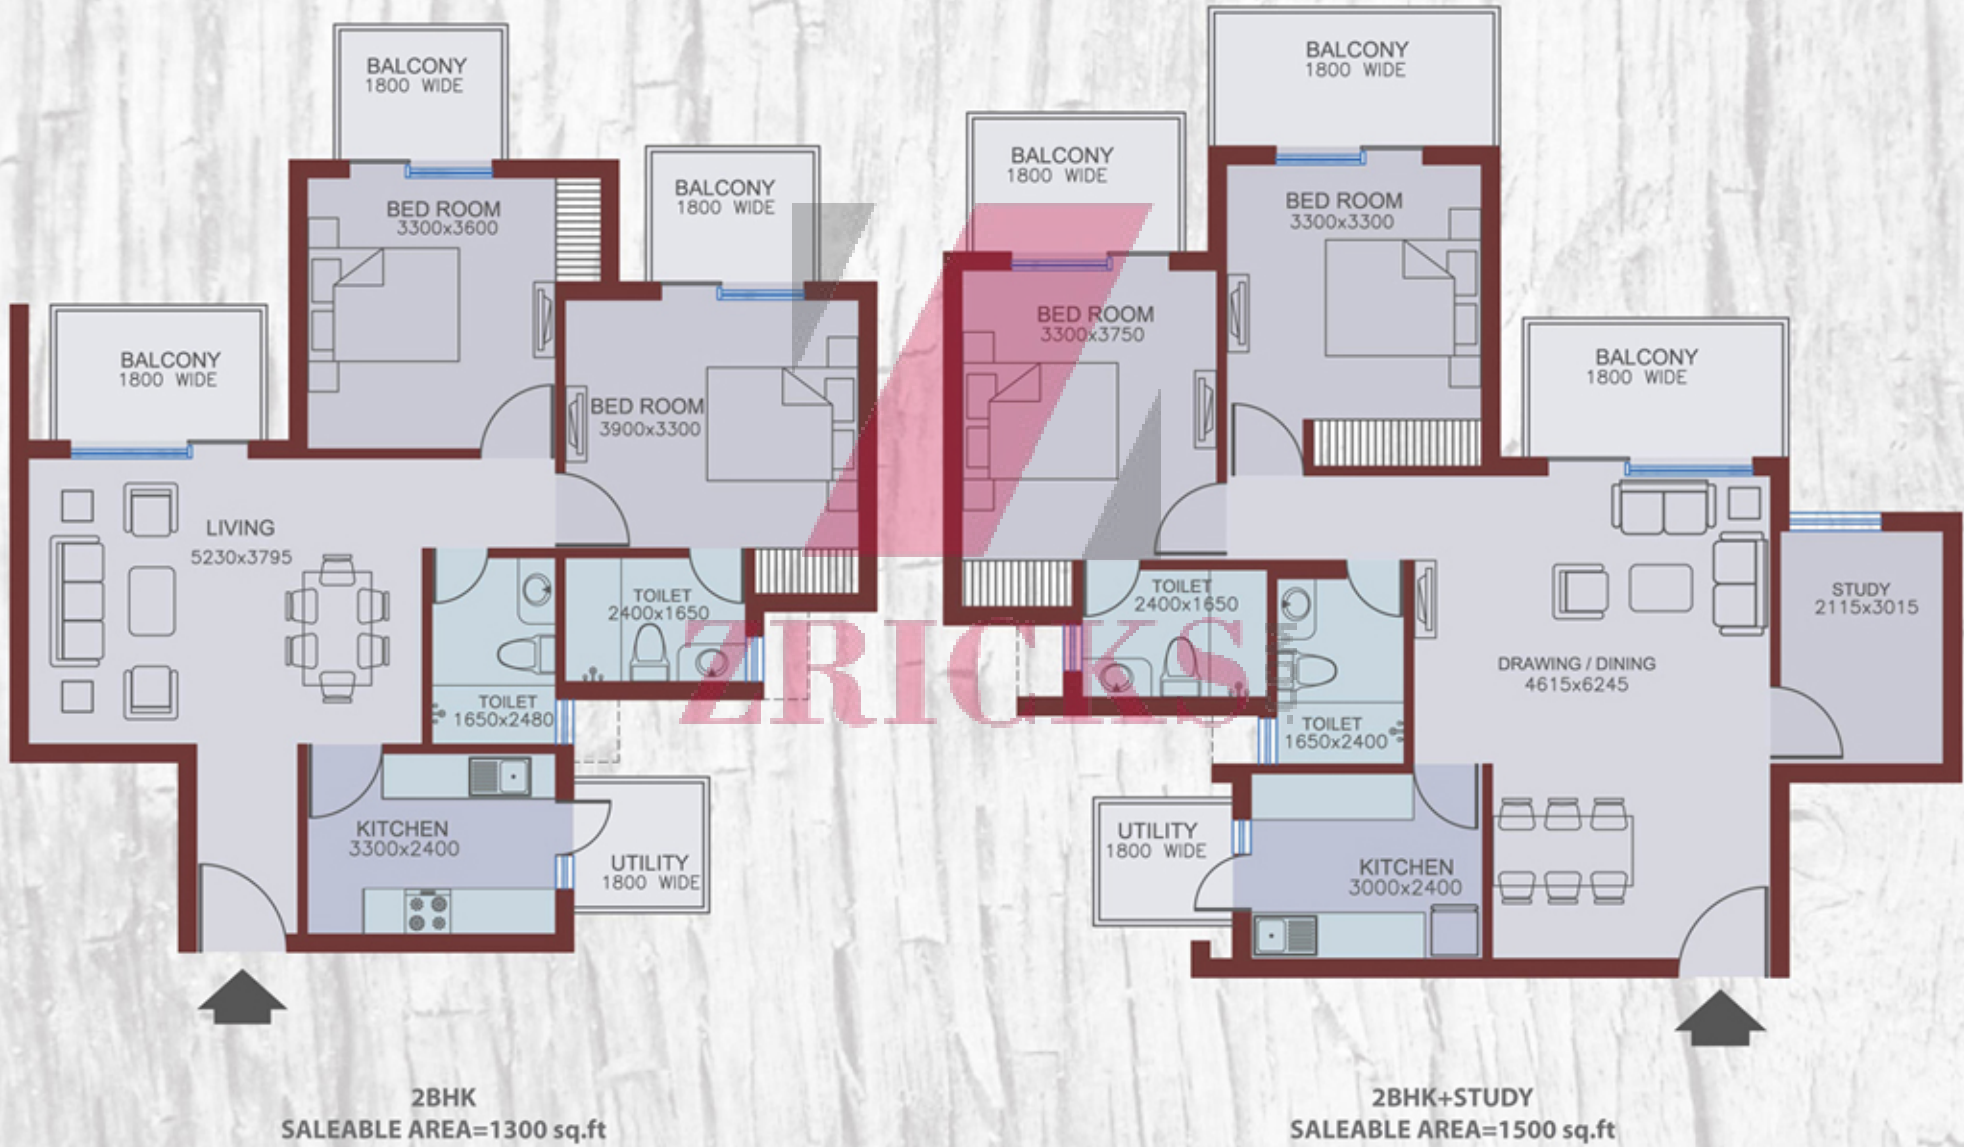 BALCONY
1800 WIDE
BALCONY
1800 WIDE
BED ROOM
3300x3600
BALCONY
1800 WIDE
BED ROOM
3900x3300
LIVING
5230x3795
TOILET
2400x1650
TOILET
1650x2480
KITCHEN
3300x2400
UTILITY
1800 WIDE
2BHK
SALEABLE AREA=1300 sq.ft
BALCONY
1800 WIDE
BALCONY
1800 WIDE
BED ROOM
3300x3300
BED ROOM
3300x3750
BALCONY
1800 WIDE
STUDY
2115x3015
TOILET
2400x1650
DRAWING / DINING
4615x6245
TOILET
1650x2400
UTILITY
1800 WIDE
KITCHEN
3000x2400
2BHK+STUDY
SALEABLE AREA=1500 sq.ft
ZRICKS